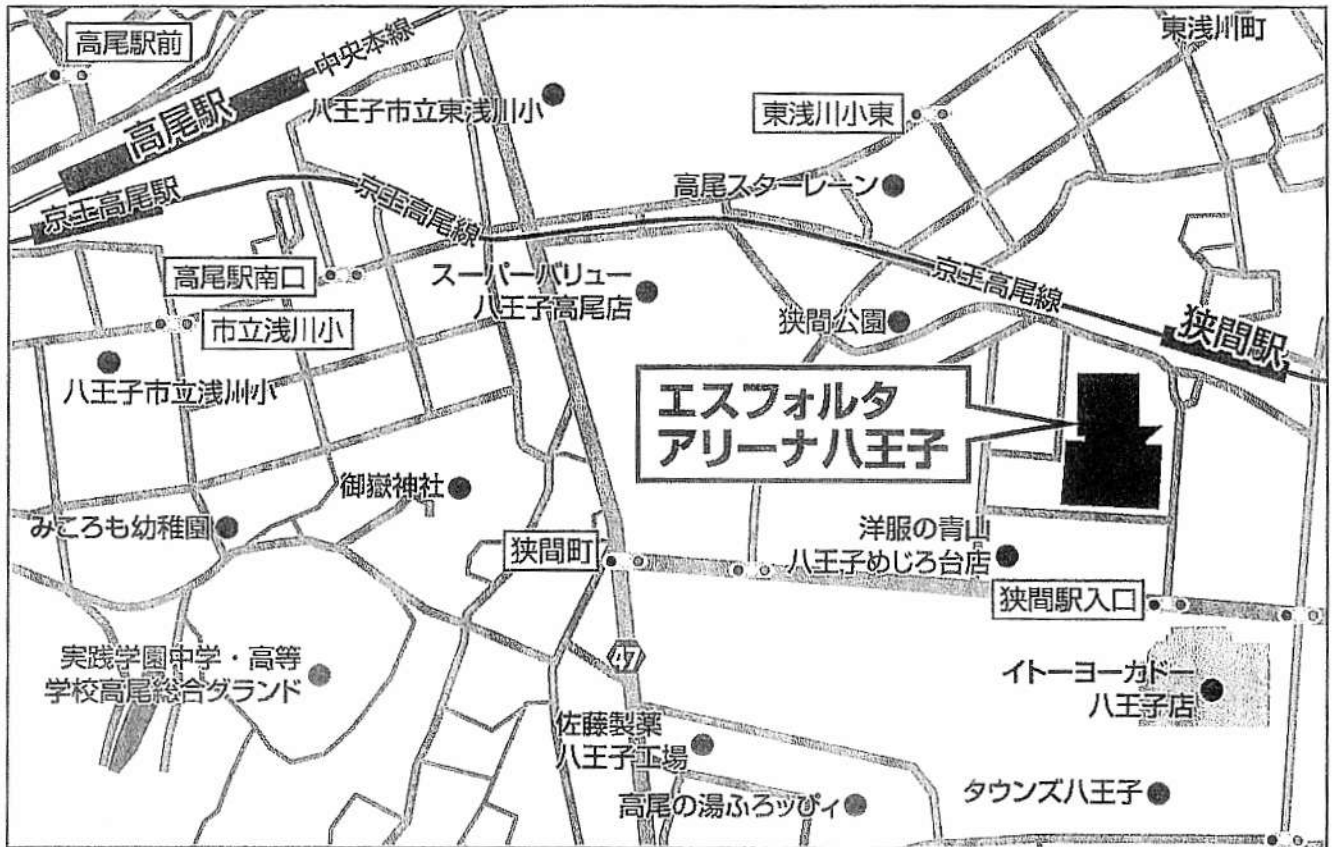 高尾駅前
中央本線
東浅川町
高尾駅
八王子市立東浅川小
東浅川小東
京王高尾駅
京王高尾線
高尾スターレーン
高尾駅南口
スーパーバリュー
八王子高尾店
京王高尾線
狭間公園
狭間駅
市立浅川小
八王子市立浅川小
エスフォルタ
アリーナ八王子
御嶽神社
みころも幼稚園
狭間町
洋服の青山
八王子めじろ台店
狭間駅入口
47
実践学園中学・高等
学校高尾総合グランド
イトーヨーカドー
八王子店
佐藤製薬
八王子工場
高尾の湯ふろッぴィ
タウンズ八王子